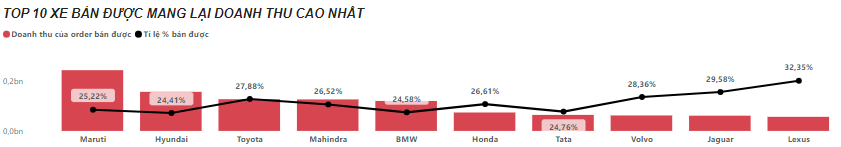 TOP 10 XE BÁN ĐƯỢC MANG LẠI DOANH THU CAO NHẤT
Doanh thu của order bán được Tỉ lệ % bán được
0,2bn
0,0bn
25,22% 24,41% 27,88% 26,52% 24,58% 26,61% 24,76% 28,36% 29,58% 32,35%
Maruti Hyundai Toyota Mahindra BMW Honda Tata Volvo Jaguar Lexus